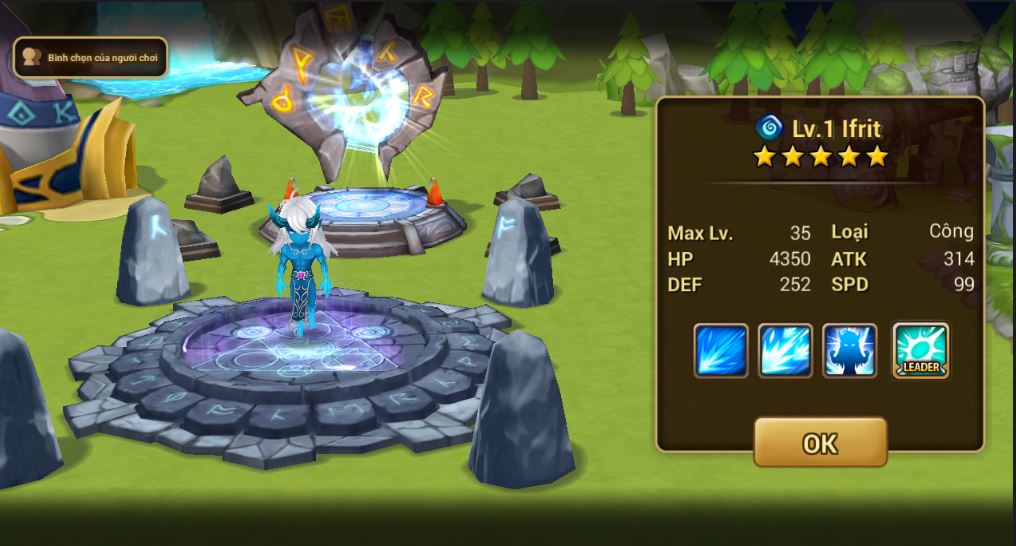 Bình chọn của người chơi
Lv.1 Ifrit
Max Lv. 35 Loại Công
HP 4350 ATK 314
DEF 252 SPD 99
LEADER
OK